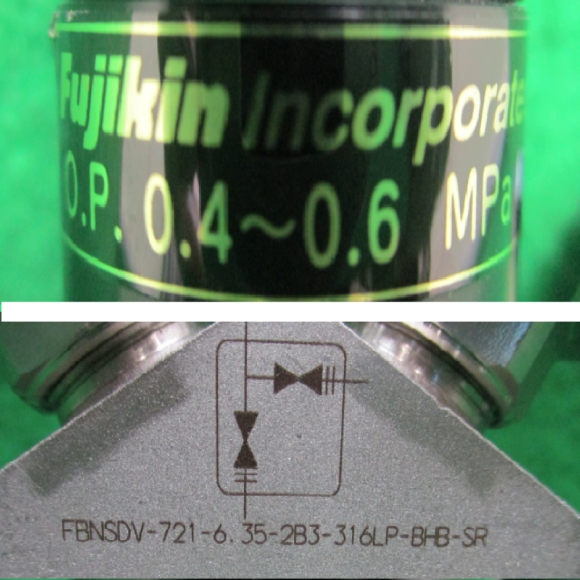 Fujikin Incorporate
O.P. 0.4~0.6 MPa
FBNSDV-721-6.35-2B3-316LP-BHB-SR